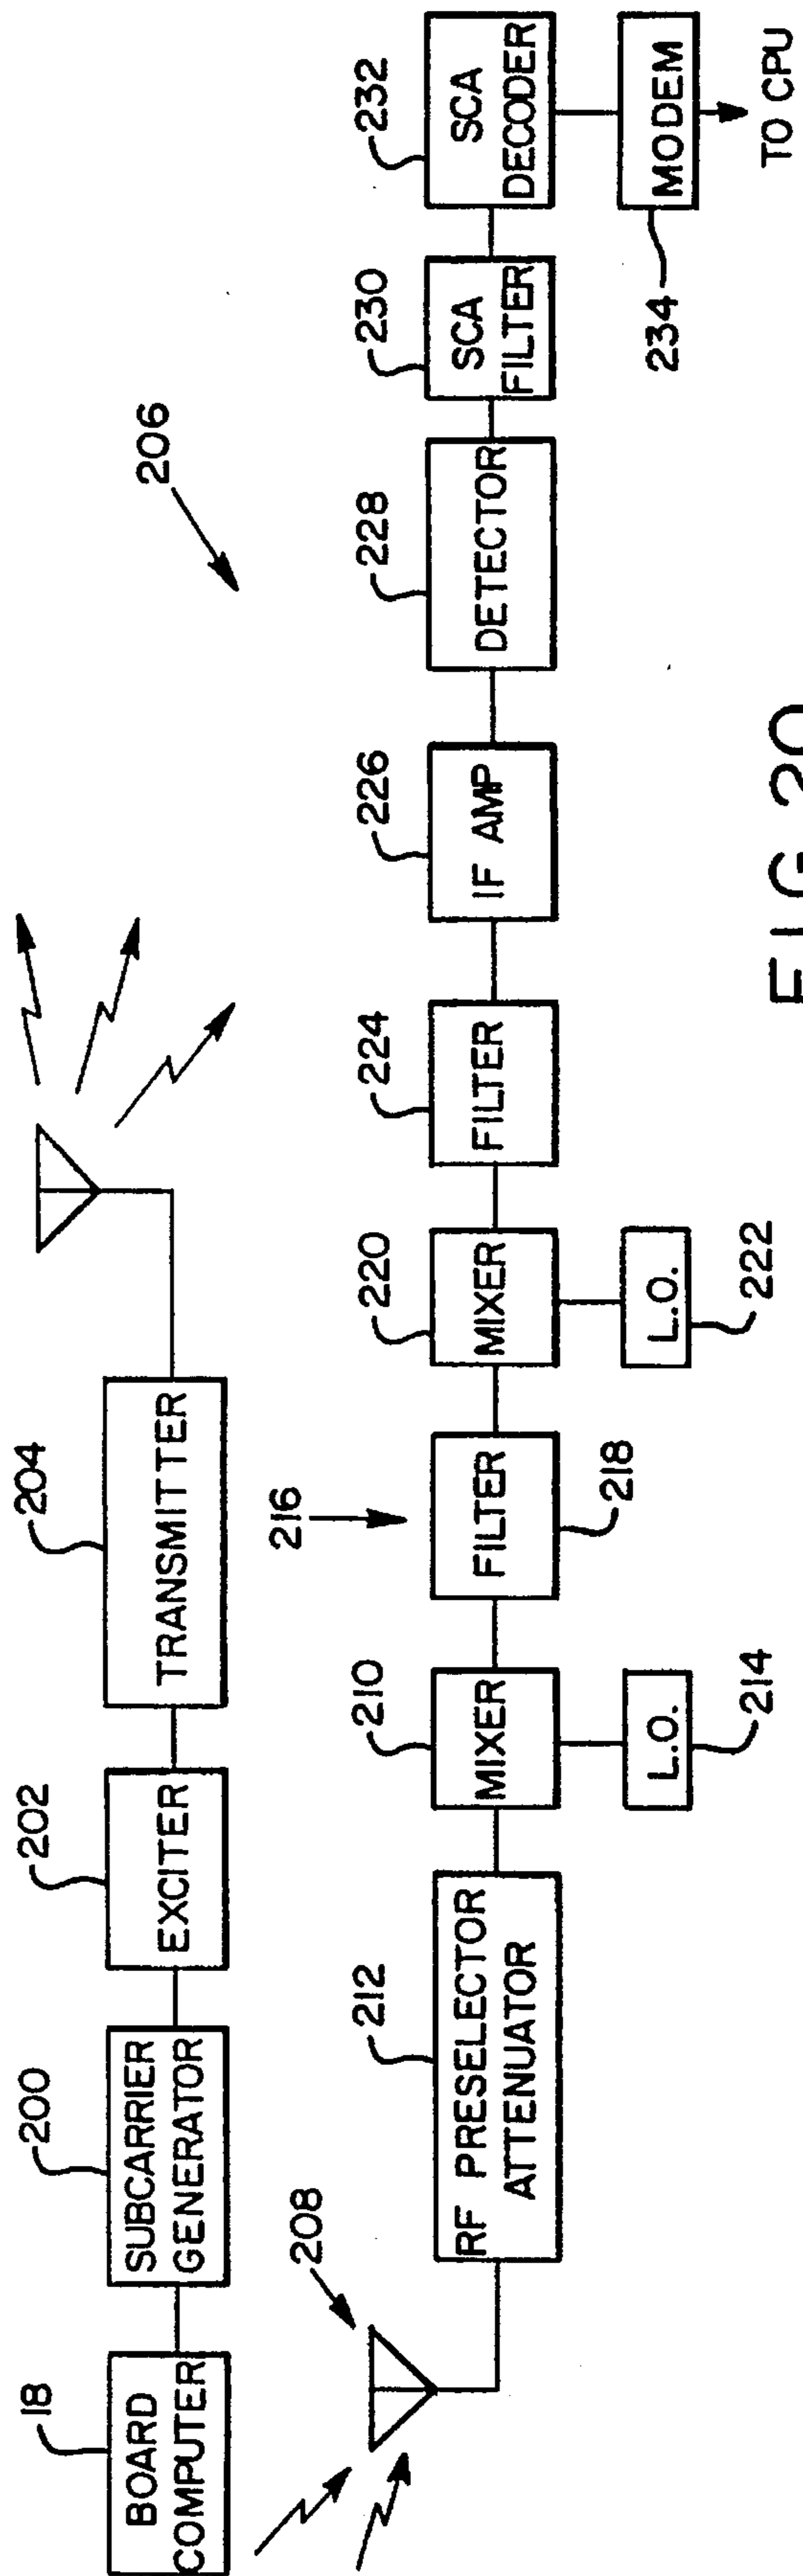 18
BOARD
COMPUTER
200
SUBCARRIER
GENERATOR
202
EXCITER
204
TRANSMITTER
206
208
212
RF PRESELECTOR
ATTENUATOR
210
MIXER
L.O.
214
216
FILTER
218
220
MIXER
L.O.
222
224
FILTER
226
IF AMP
228
DETECTOR
230
SCA
FILTER
232
SCA
DECODER
234
MODEM
TO CPU